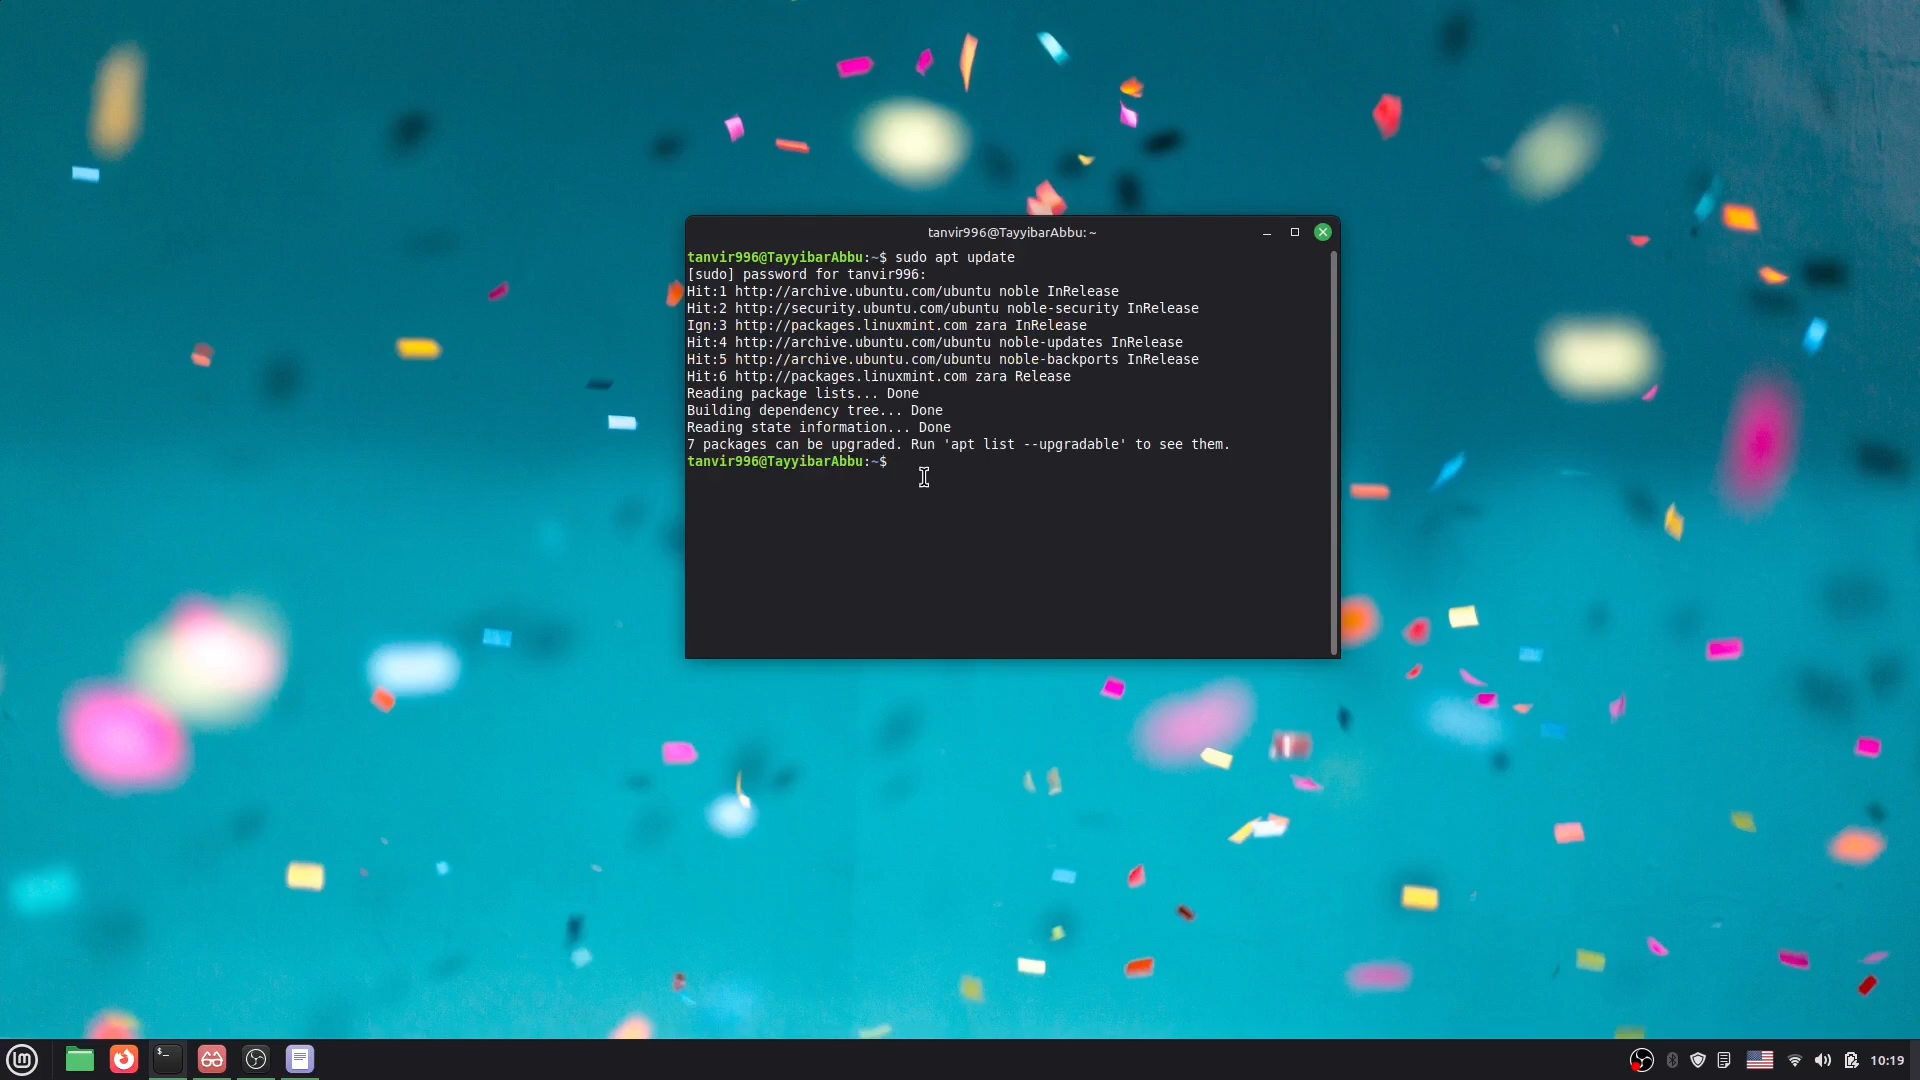 tanvir996@TayyibarAbbu: ~
tanvir996@TayyibarAbbu:~$ sudo apt update
[sudo] password for tanvir996:
Hit:1 http://archive.ubuntu.com/ubuntu noble InRelease
Hit:2 http://security.ubuntu.com/ubuntu noble-security InRelease
Ign:3 http://packages.linuxmint.com zara InRelease
Hit:4 http://archive.ubuntu.com/ubuntu noble-updates InRelease
Hit:5 http://archive.ubuntu.com/ubuntu noble-backports InRelease
Hit:6 http://packages.linuxmint.com zara Release
Reading package lists... Done
Building dependency tree... Done
Reading state information... Done
7 packages can be upgraded. Run 'apt list --upgradable' to see them.
tanvir996@TayyibarAbbu:~$
10:19